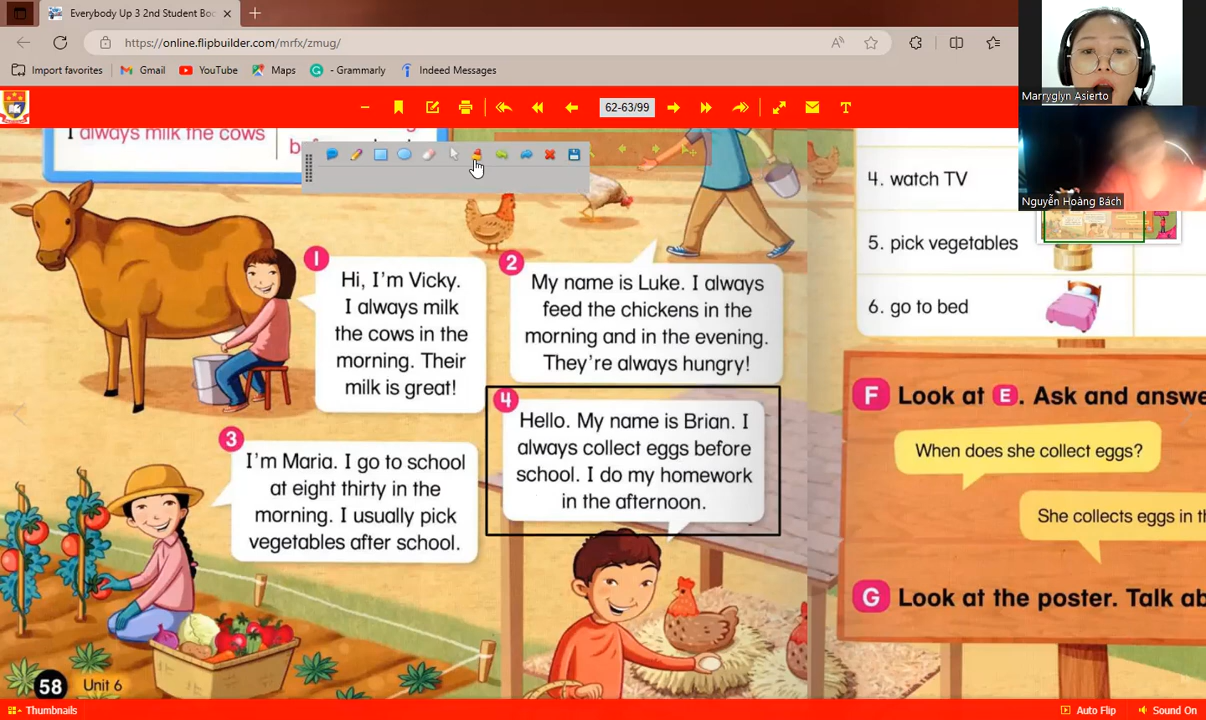 Everybody Up 3 2nd Student Boo
https://online.flipbuilder.com/mrfx/zmug/
Import favorites
Gmail
YouTube
Maps
- Grammarly
Indeed Messages
Marryglyn Asierto
Nguyễn Hoàng Bách
62-63/99
I always milk the cows
4. watch TV
5. pick vegetables
6. go to bed
1
Hi, I'm Vicky.
I always milk
the cows in the
morning. Their
milk is great!
2
My name is Luke. I always
feed the chickens in the
morning and in the evening.
They're always hungry!
3
I'm Maria. I go to school
at eight thirty in the
morning. I usually pick
vegetables after school.
4
Hello. My name is Brian. I
always collect eggs before
school. I do my homework
in the afternoon.
F Look at E. Ask and answe
When does she collect eggs?
She collects eggs in th
G Look at the poster. Talk ab
58 Unit 6
Thumbnails
Auto Flip
Sound On